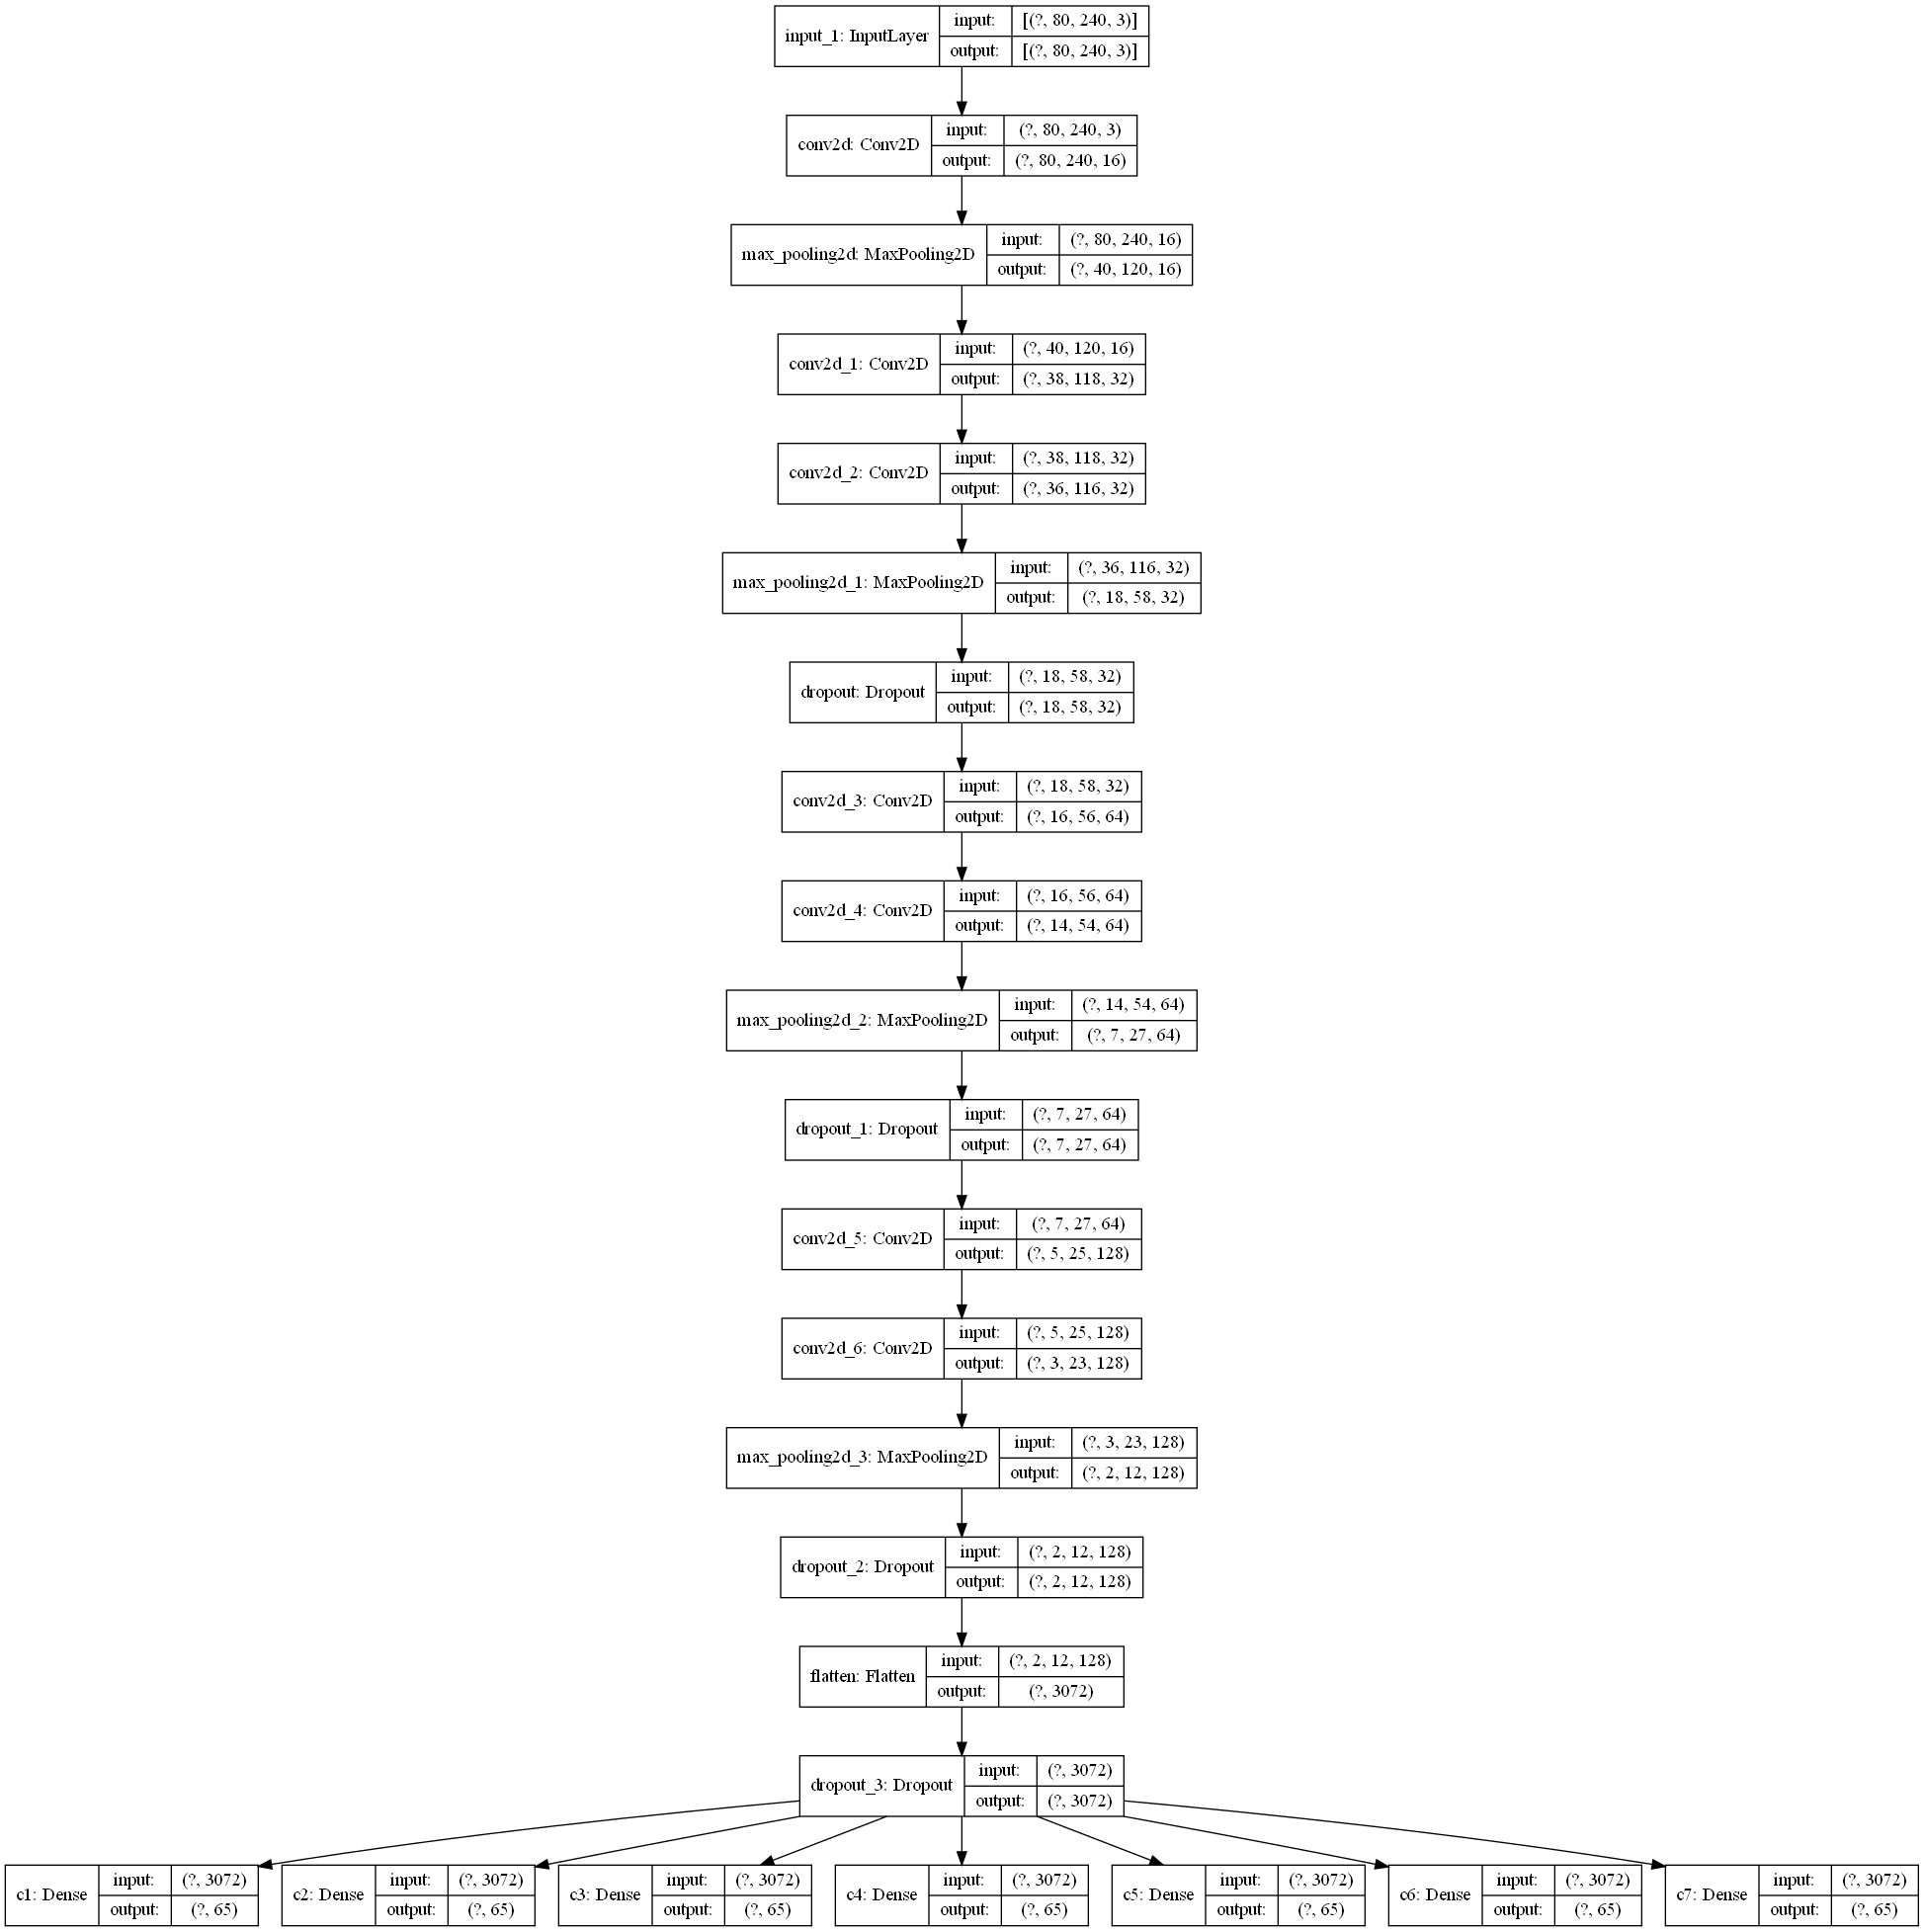 input_1: InputLayer
input: [(?, 80, 240, 3)]
output: [(?, 80, 240, 3)]
conv2d: Conv2D
input: (?, 80, 240, 3)
output: (?, 80, 240, 16)
max_pooling2d: MaxPooling2D
input: (?, 80, 240, 16)
output: (?, 40, 120, 16)
conv2d_1: Conv2D
input: (?, 40, 120, 16)
output: (?, 38, 118, 32)
conv2d_2: Conv2D
input: (?, 38, 118, 32)
output: (?, 36, 116, 32)
max_pooling2d_1: MaxPooling2D
input: (?, 36, 116, 32)
output: (?, 18, 58, 32)
dropout: Dropout
input: (?, 18, 58, 32)
output: (?, 18, 58, 32)
conv2d_3: Conv2D
input: (?, 18, 58, 32)
output: (?, 16, 56, 64)
conv2d_4: Conv2D
input: (?, 16, 56, 64)
output: (?, 14, 54, 64)
max_pooling2d_2: MaxPooling2D
input: (?, 14, 54, 64)
output: (?, 7, 27, 64)
dropout_1: Dropout
input: (?, 7, 27, 64)
output: (?, 7, 27, 64)
conv2d_5: Conv2D
input: (?, 7, 27, 64)
output: (?, 5, 25, 128)
conv2d_6: Conv2D
input: (?, 5, 25, 128)
output: (?, 3, 23, 128)
max_pooling2d_3: MaxPooling2D
input: (?, 3, 23, 128)
output: (?, 2, 12, 128)
dropout_2: Dropout
input: (?, 2, 12, 128)
output: (?, 2, 12, 128)
flatten: Flatten
input: (?, 2, 12, 128)
output: (?, 3072)
dropout_3: Dropout
input: (?, 3072)
output: (?, 3072)
c1: Dense
input: (?, 3072)
output: (?, 65)
c2: Dense
input: (?, 3072)
output: (?, 65)
c3: Dense
input: (?, 3072)
output: (?, 65)
c4: Dense
input: (?, 3072)
output: (?, 65)
c5: Dense
input: (?, 3072)
output: (?, 65)
c6: Dense
input: (?, 3072)
output: (?, 65)
c7: Dense
input: (?, 3072)
output: (?, 65)